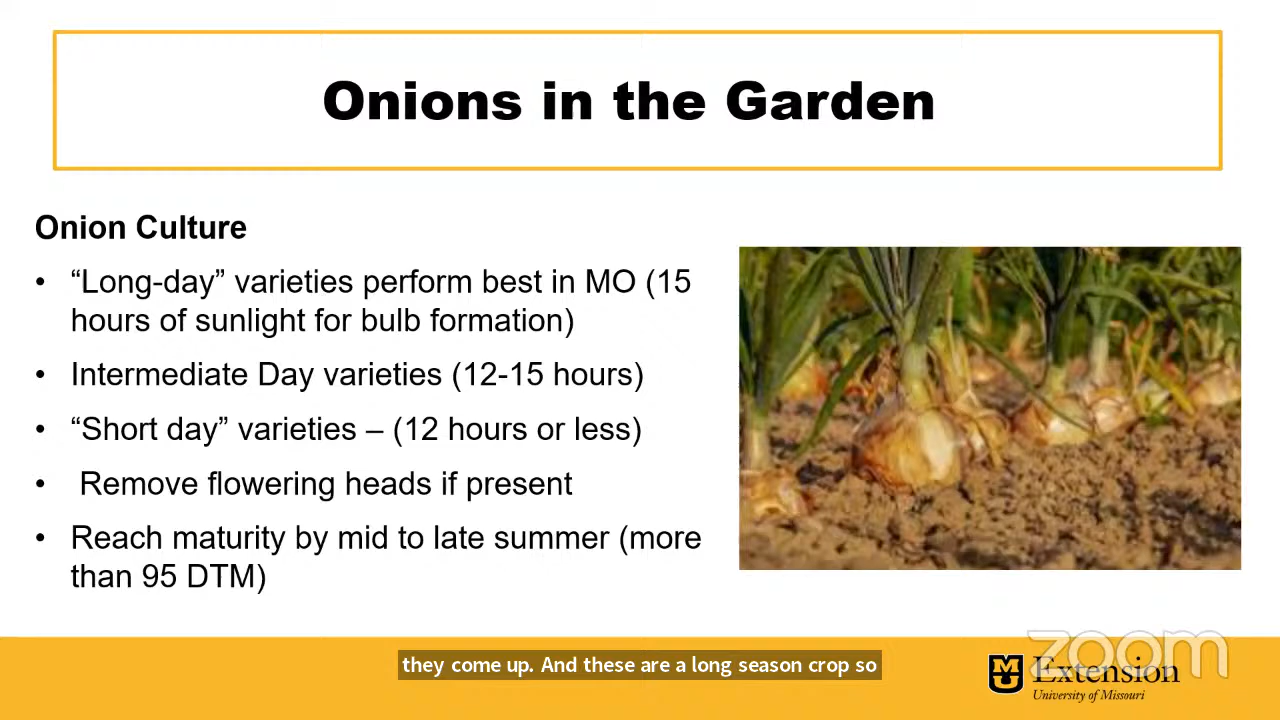 Onions in the Garden
Onion Culture
• “Long-day” varieties perform best in MO (15
hours of sunlight for bulb formation)
• Intermediate Day varieties (12-15 hours)
• “Short day” varieties – (12 hours or less)
• Remove flowering heads if present
• Reach maturity by mid to late summer (more
than 95 DTM)
they come up. And these are a long season crop so
zoom
MU Extension
University of Missouri